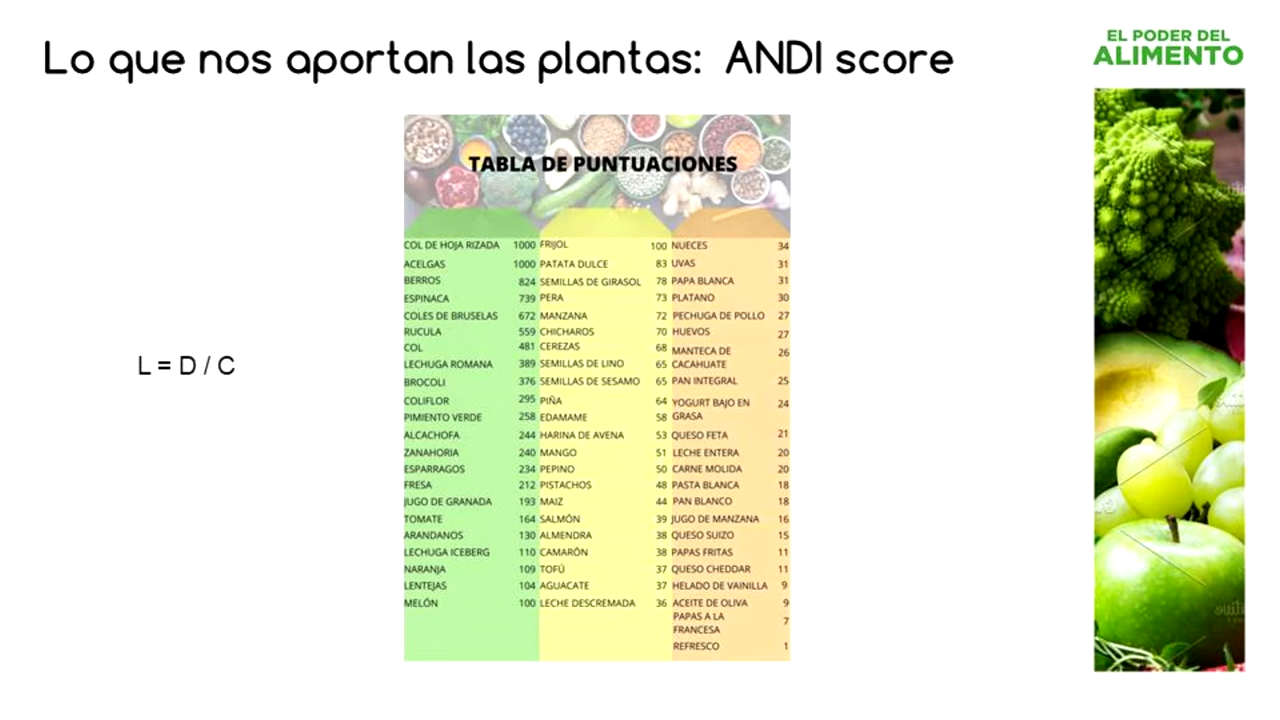 Lo que nos aportan las plantas: ANDI score
EL PODER DEL
ALIMENTO
TABLA DE PUNTUACIONES
L = D / C
COL DE HOJA RIZADA 1000
ACELGAS 1000
BERROS 824
ESPINACA 739
COLES DE BRUSELAS 672
RUCULA 559
COL 481
LECHUGA ROMANA 389
BROCOLI 376
COLIFLOR 295
PIMIENTO VERDE 258
ALCACHOFA 244
ZANAHORIA 240
ESPARRAGOS 234
FRESA 212
JUGO DE GRANADA 193
TOMATE 164
ARANDANOS 130
LECHUGA ICEBERG 110
NARANJA 109
LENTEJAS 104
MELÓN 100
FRIJOL 100
PATATA DULCE 83
SEMILLAS DE GIRASOL 78
PERA 73
MANZANA 72
CHICHAROS 70
CEREZAS 68
SEMILLAS DE LINO 65
SEMILLAS DE SESAMO 65
PIÑA 64
EDAMAME 58
HARINA DE AVENA 53
MANGO 51
PEPINO 50
PISTACHOS 48
MAIZ 44
SALMÓN 39
ALMENDRA 38
CAMARÓN 38
TOFÚ 37
AGUACATE 37
LECHE DESCREMADA 36
NUECES 34
UVAS 31
PAPA BLANCA 31
PLATANO 30
PECHUGA DE POLLO 27
HUEVOS 27
MANTECA DE 26
CACAHUATE
PAN INTEGRAL 25
YOGURT BAJO EN 24
GRASA
QUESO FETA 21
LECHE ENTERA 20
CARNE MOLIDA 20
PASTA BLANCA 18
PAN BLANCO 18
JUGO DE MANZANA 16
QUESO SUIZO 15
PAPAS FRITAS 11
QUESO CHEDDAR 11
HELADO DE VAINILLA 9
ACEITE DE OLIVA 9
PAPAS A LA 7
FRANCESA
REFRESCO 1